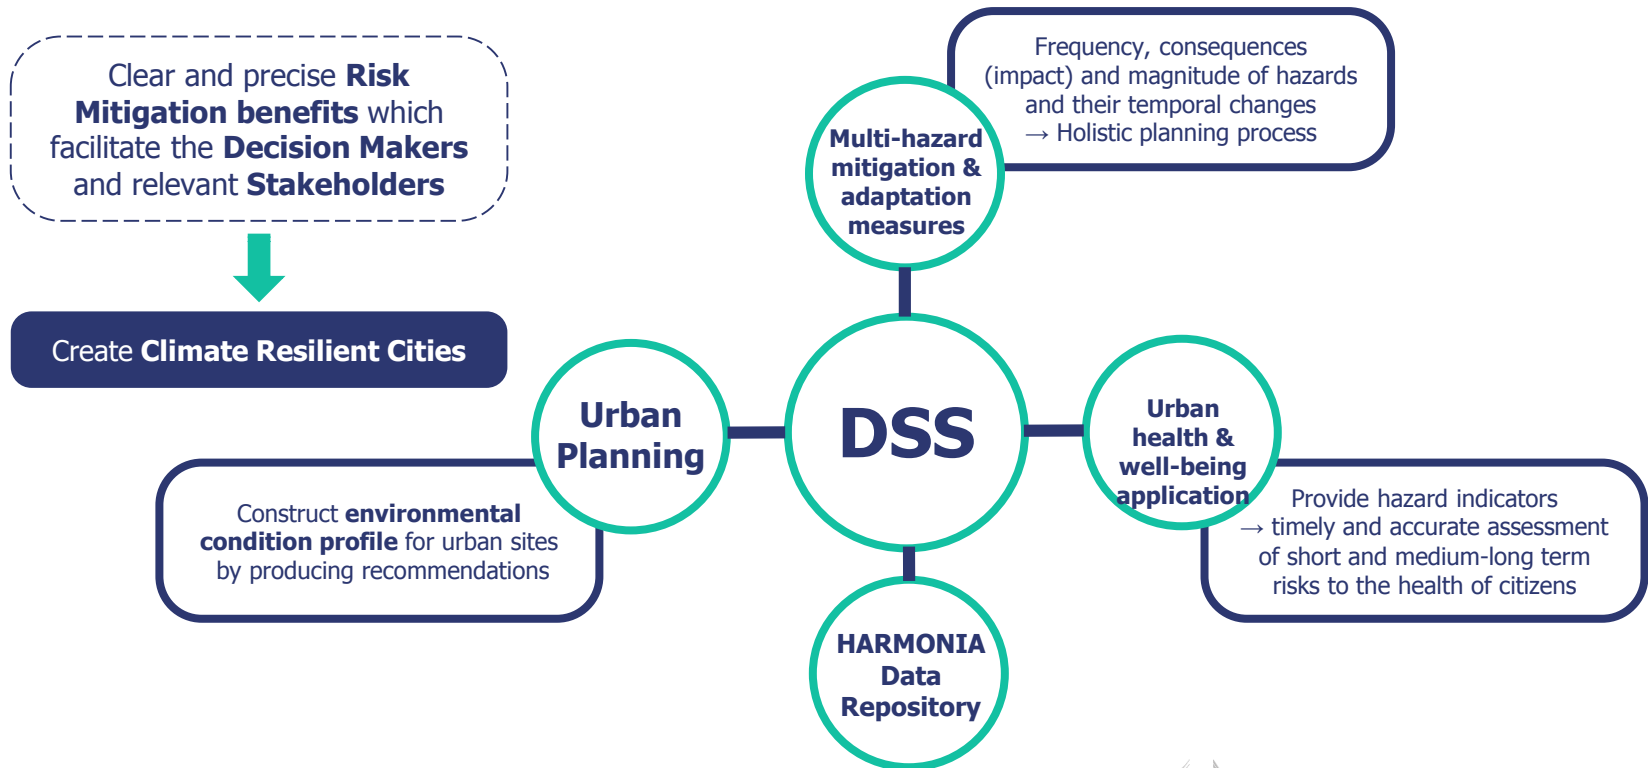 Clear and precise Risk
Mitigation benefits which
facilitate the Decision Makers
and relevant Stakeholders
Create Climate Resilient Cities
Frequency, consequences
(impact) and magnitude of hazards
and their temporal changes
→ Holistic planning process
Multi-hazard
mitigation &
adaptation
measures
Urban
Planning
DSS
Urban
health &
well-being
application
Construct environmental
condition profile for urban sites
by producing recommendations
Provide hazard indicators
→ timely and accurate assessment
of short and medium-long term
risks to the health of citizens
HARMONIA
Data
Repository